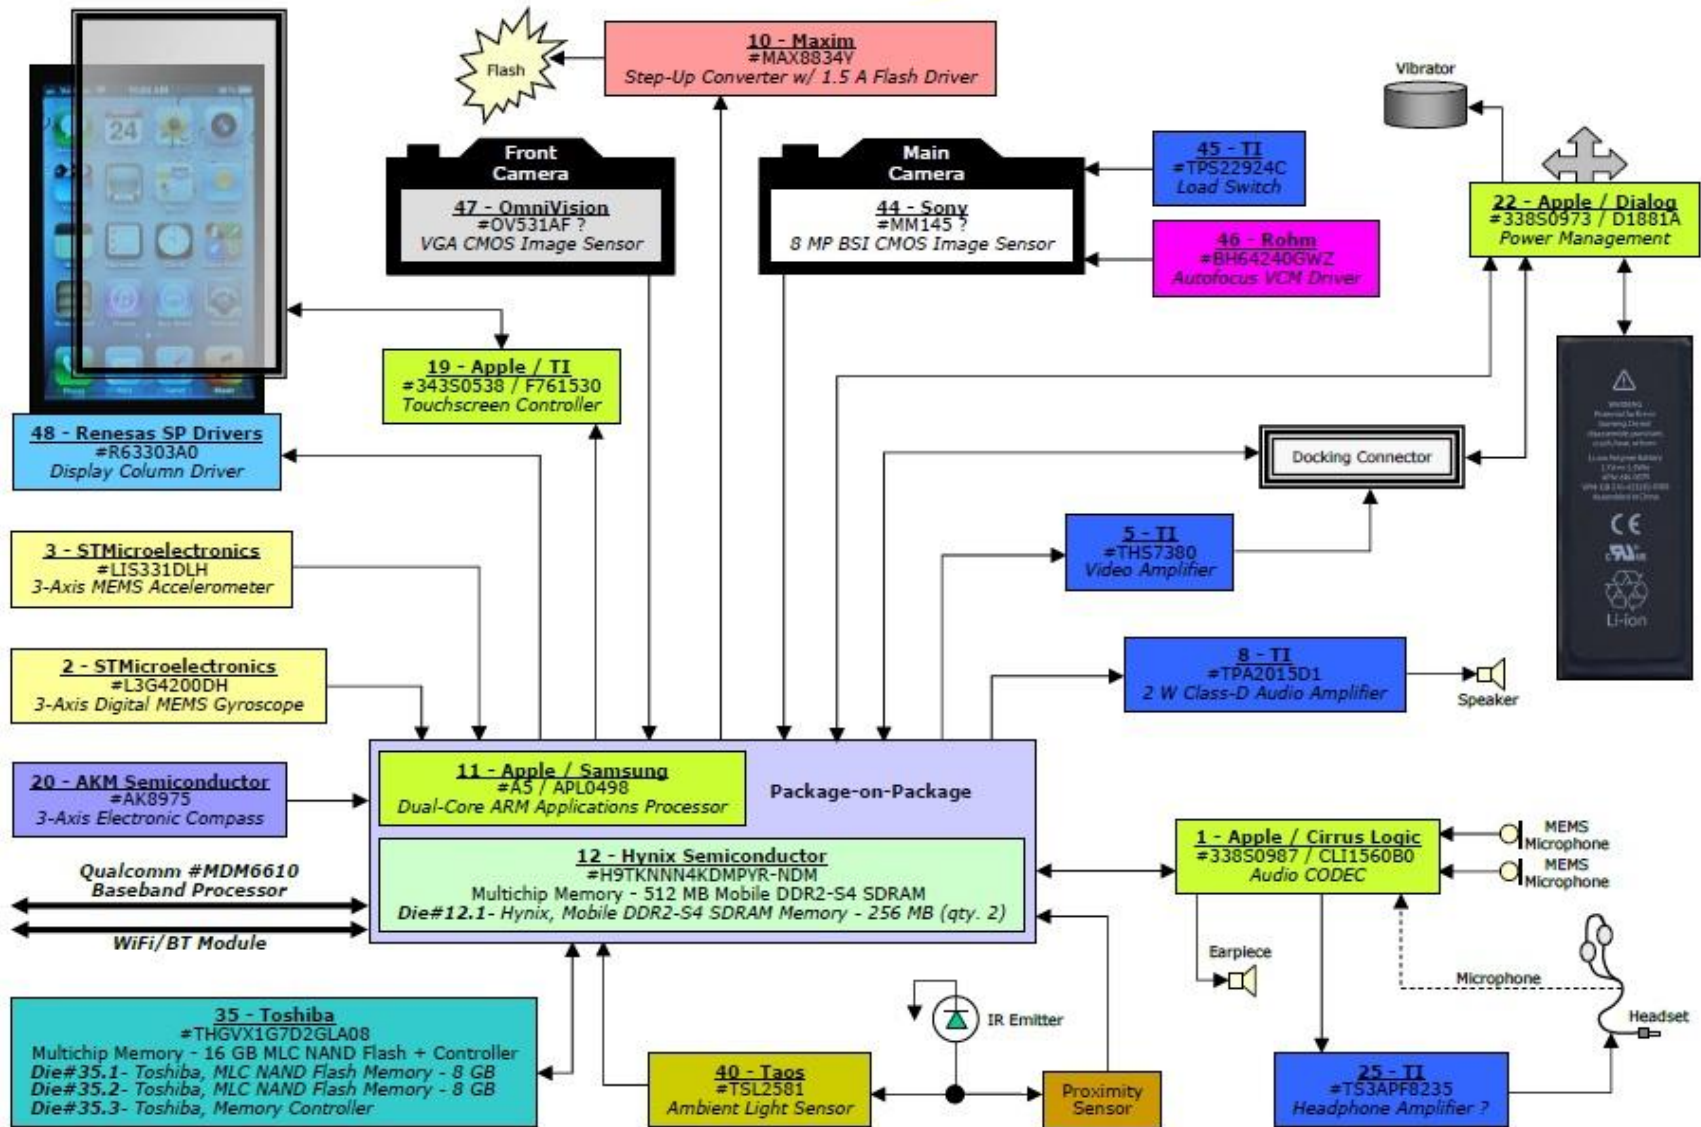 10 - Maxim
#MAX8834Y
Step-Up Converter w/ 1.5 A Flash Driver
Flash
Vibrator
Front
Camera
47 - OmniVision
#OV531AF ?
VGA CMOS Image Sensor
Main
Camera
44 - Sony
#MM145 ?
8 MP BSI CMOS Image Sensor
45 - TI
#TPS22924C
Load Switch
46 - Rohm
#BH64240GWZ
Autofocus VCM Driver
22 - Apple / Dialog
#338S0973 / D1881A
Power Management
24
19 - Apple / TI
#343S0538 / F761530
Touchscreen Controller
48 - Renesas SP Drivers
#R63303A0
Display Column Driver
Docking Connector
CE
Li-ion
3 - STMicroelectronics
#LIS331DLH
3-Axis MEMS Accelerometer
5 - TI
#THS7380
Video Amplifier
2 - STMicroelectronics
#L3G4200DH
3-Axis Digital MEMS Gyroscope
8 - TI
#TPA2015D1
2 W Class-D Audio Amplifier
Speaker
20 - AKM Semiconductor
#AK8975
3-Axis Electronic Compass
11 - Apple / Samsung
#A5 / APL0498
Dual-Core ARM Applications Processor
Package-on-Package
12 - Hynix Semiconductor
#H9TKNNN4KDMPYR-NDM
Multichip Memory - 512 MB Mobile DDR2-S4 SDRAM
Die#12.1- Hynix, Mobile DDR2-S4 SDRAM Memory - 256 MB (qty. 2)
Qualcomm #MDM6610
Baseband Processor
WiFi/BT Module
1 - Apple / Cirrus Logic
#338S0987 / CLI1560B0
Audio CODEC
MEMS
Microphone
MEMS
Microphone
Earpiece
Microphone
Headset
35 - Toshiba
#THGVX1G7D2GLA08
Multichip Memory - 16 GB MLC NAND Flash + Controller
Die#35.1- Toshiba, MLC NAND Flash Memory - 8 GB
Die#35.2- Toshiba, MLC NAND Flash Memory - 8 GB
Die#35.3- Toshiba, Memory Controller
IR Emitter
40 - Taos
#TSL2581
Ambient Light Sensor
Proximity
Sensor
25 - TI
#TS3APF8235
Headphone Amplifier ?